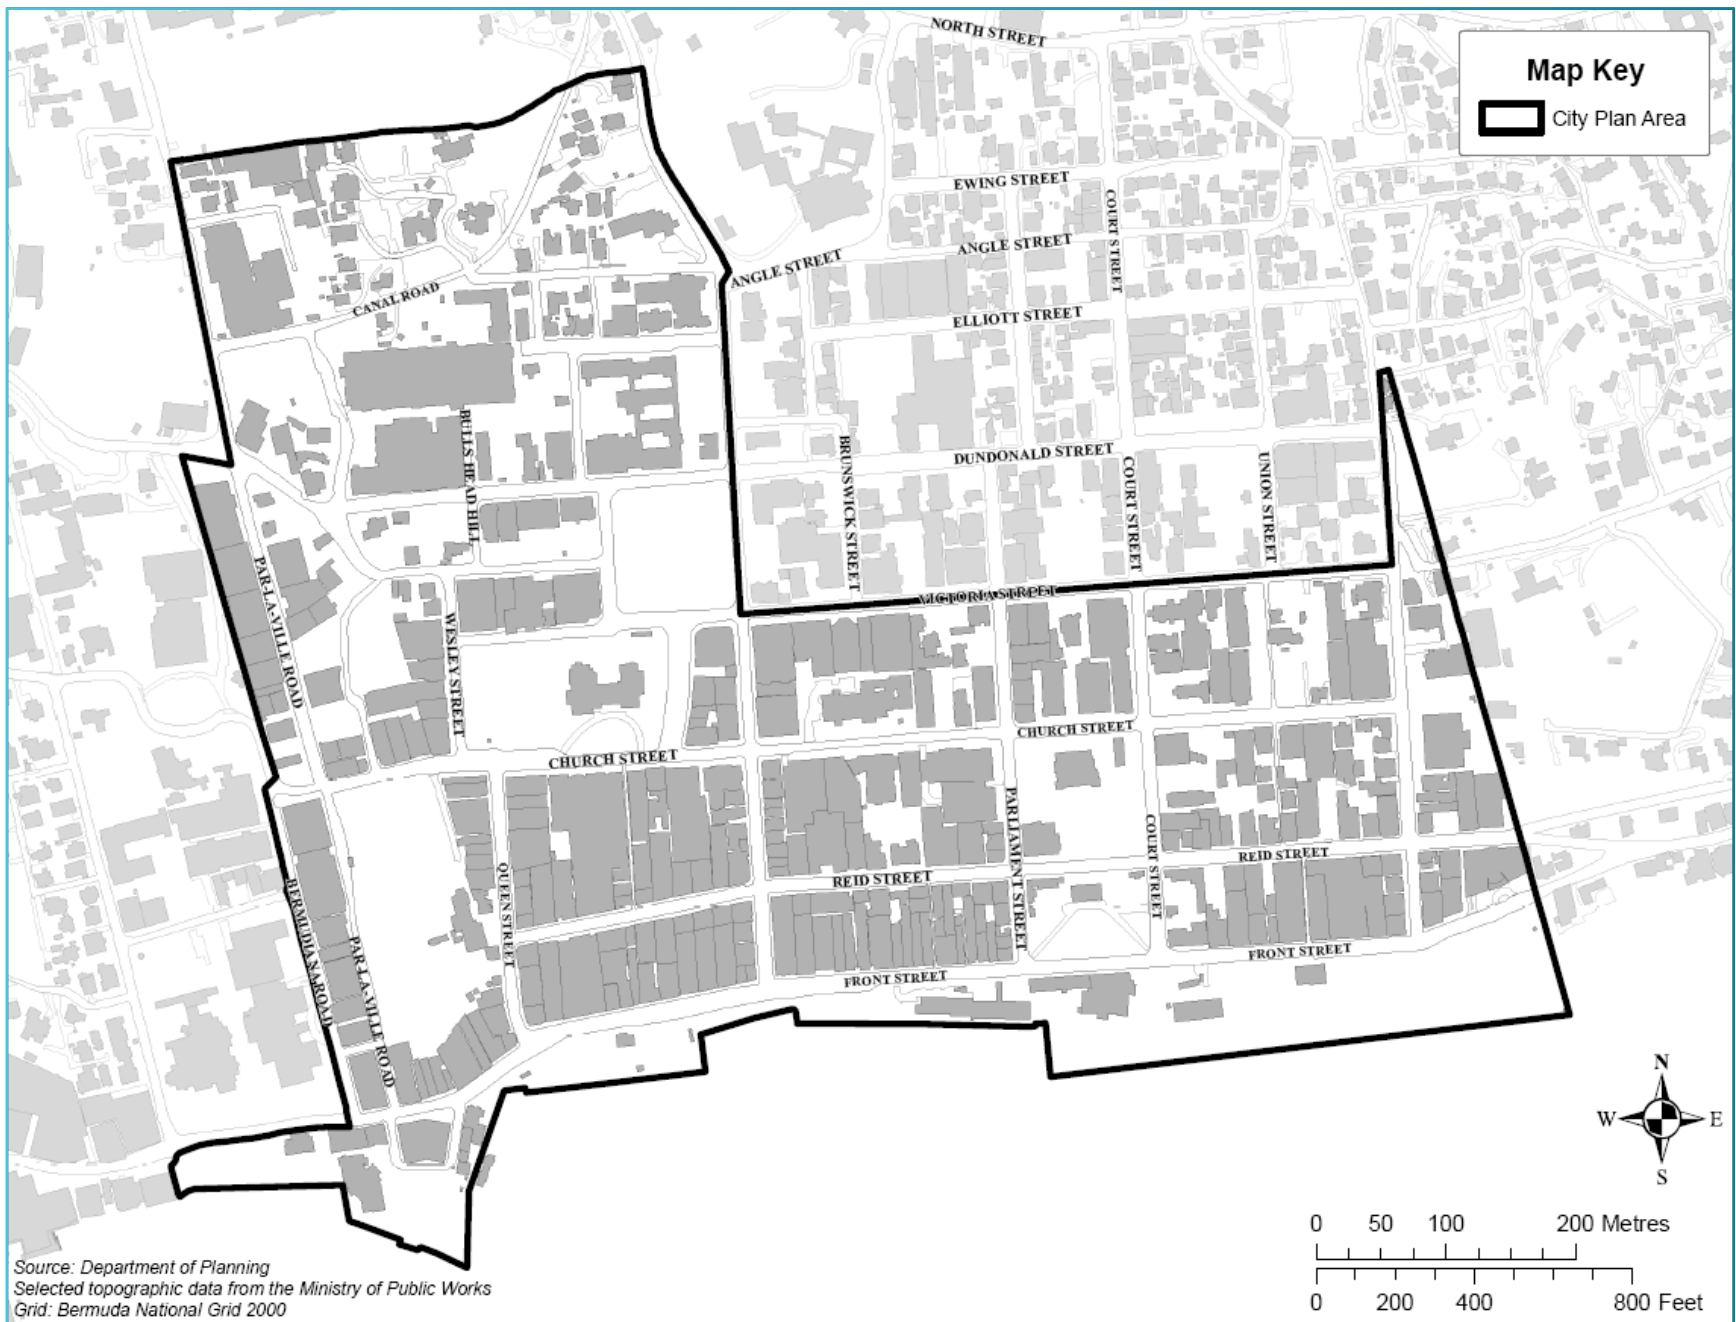 NORTH STREET
Map Key
City Plan Area
EWING STREET
COURT STREET
ANGLE STREET
ANGLE STREET
CANAL ROAD
ELLIOTT STREET
BULLS HEAD HILL
BRUNSWICK STREET
DUNDONALD STREET
COURT STREET
UNION STREET
PAR-LA-VILLE ROAD
VICTORIA STREET
WESLEY STREET
CHURCH STREET
CHURCH STREET
PARLIAMENT STREET
COURT STREET
REID STREET
REID STREET
QUEEN STREET
BERMUDIANA ROAD
PAR-LA-VILLE ROAD
FRONT STREET
FRONT STREET
N
W E
S
0 50 100 200 Metres
0 200 400 800 Feet
Source: Department of Planning
Selected topographic data from the Ministry of Public Works
Grid: Bermuda National Grid 2000